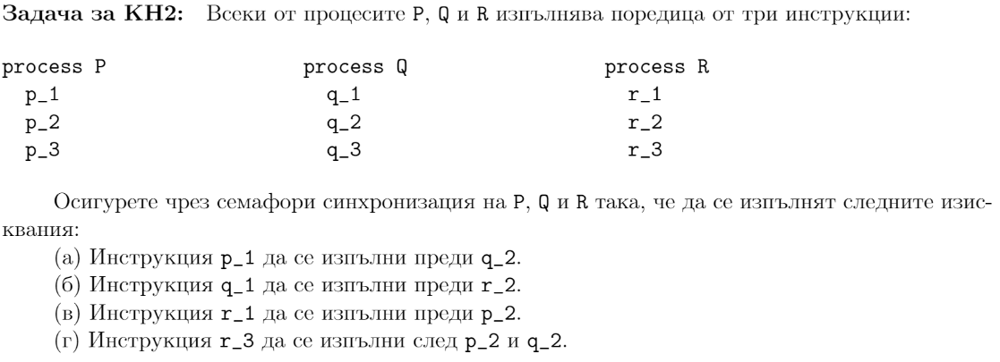 Задача за КН2: Всеки от процесите P, Q и R изпълнява поредица от три инструкции:
process P process Q process R
p_1 q_1 r_1
p_2 q_2 r_2
p_3 q_3 r_3
Осигурете чрез семафори синхронизация на P, Q и R така, че да се изпълнят следните изис-
квания:
(а) Инструкция p_1 да се изпълни преди q_2.
(б) Инструкция q_1 да се изпълни преди r_2.
(в) Инструкция r_1 да се изпълни преди p_2.
(г) Инструкция r_3 да се изпълни след p_2 и q_2.